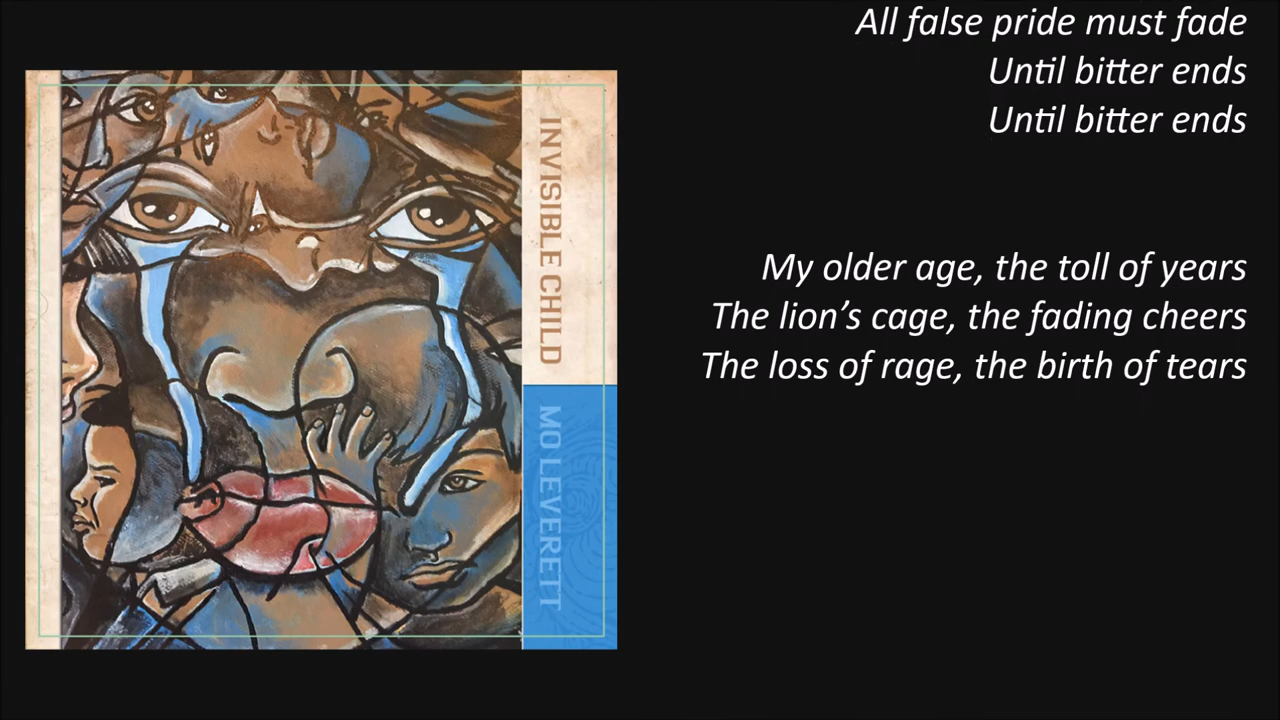 INVISIBLE CHILD
MO LEVERETT
All false pride must fade
Until bitter ends
Until bitter ends
My older age, the toll of years
The lion’s cage, the fading cheers
The loss of rage, the birth of tears